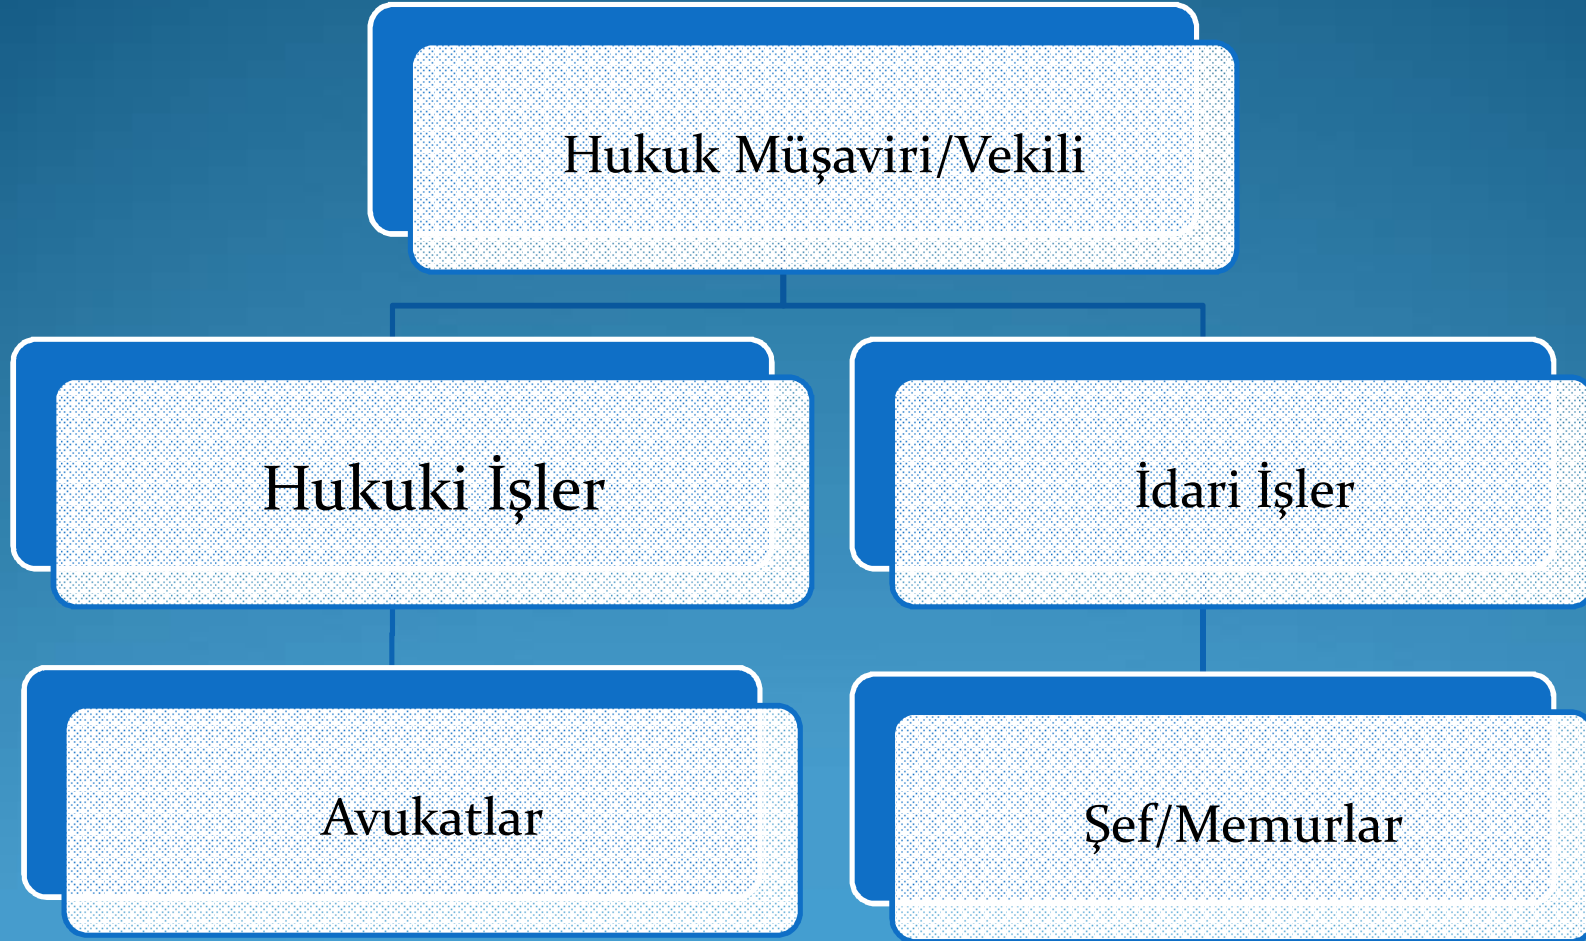 Hukuk Müşaviri/Vekili
Hukuki İşler
İdari İşler
Avukatlar
Şef/Memurlar